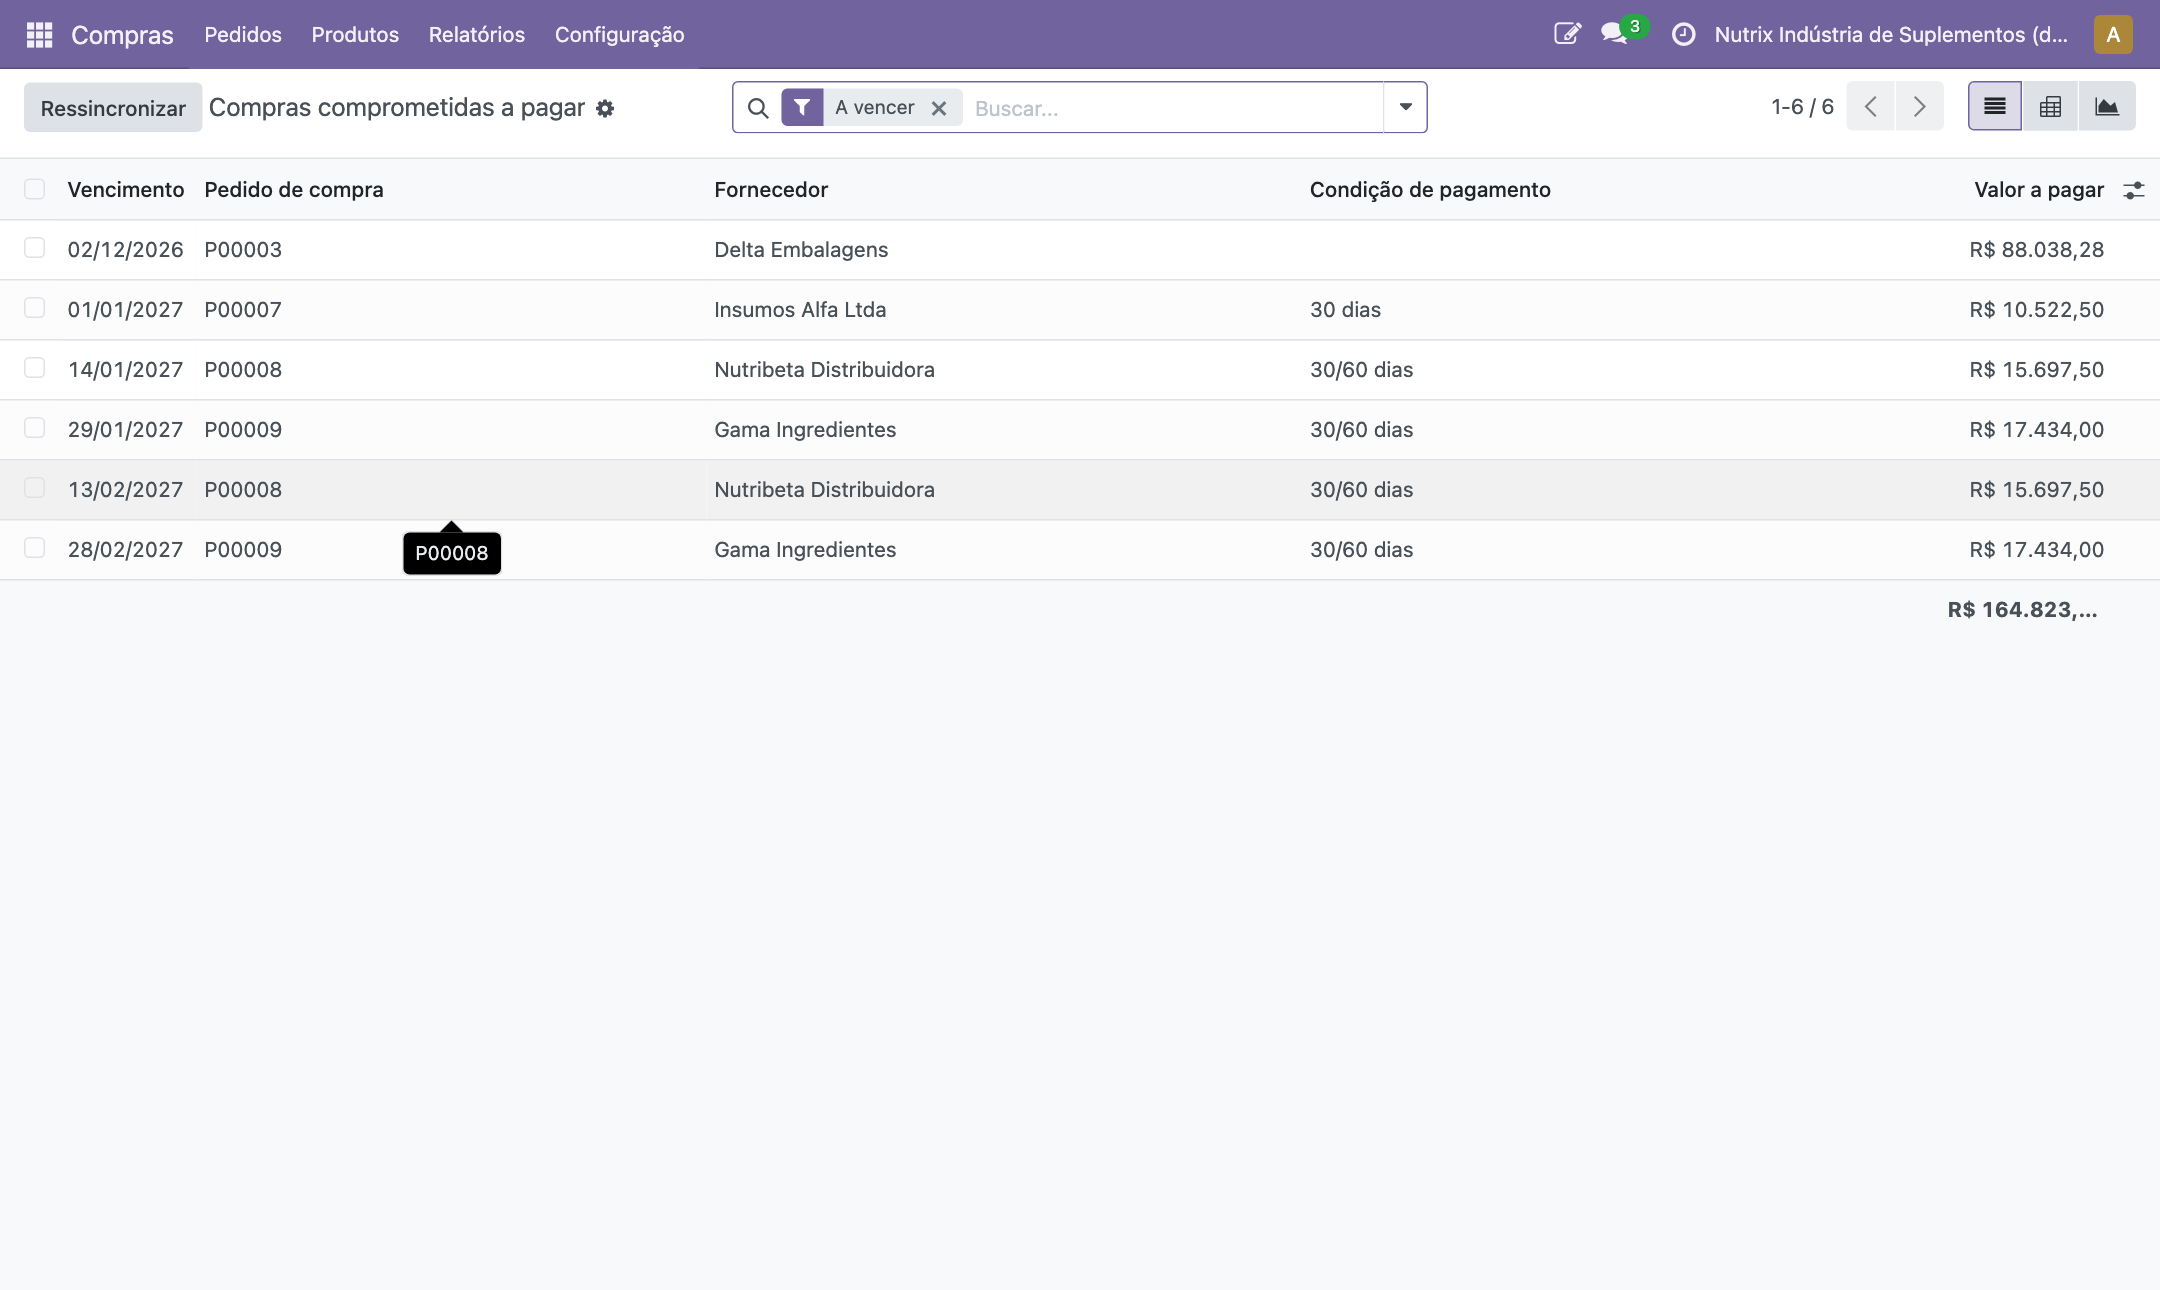 Compras Pedidos Produtos Relatórios Configuração 3 Nutrix Indústria de Suplementos (d... A
Ressincronizar Compras comprometidas a pagar A vencer Buscar... 1-6 / 6
Vencimento Pedido de compra Fornecedor Condição de pagamento Valor a pagar
02/12/2026 P00003 Delta Embalagens R$ 88.038,28
01/01/2027 P00007 Insumos Alfa Ltda 30 dias R$ 10.522,50
14/01/2027 P00008 Nutribeta Distribuidora 30/60 dias R$ 15.697,50
29/01/2027 P00009 Gama Ingredientes 30/60 dias R$ 17.434,00
13/02/2027 P00008 Nutribeta Distribuidora 30/60 dias R$ 15.697,50
28/02/2027 P00009 P00008 Gama Ingredientes 30/60 dias R$ 17.434,00
R$ 164.823,...